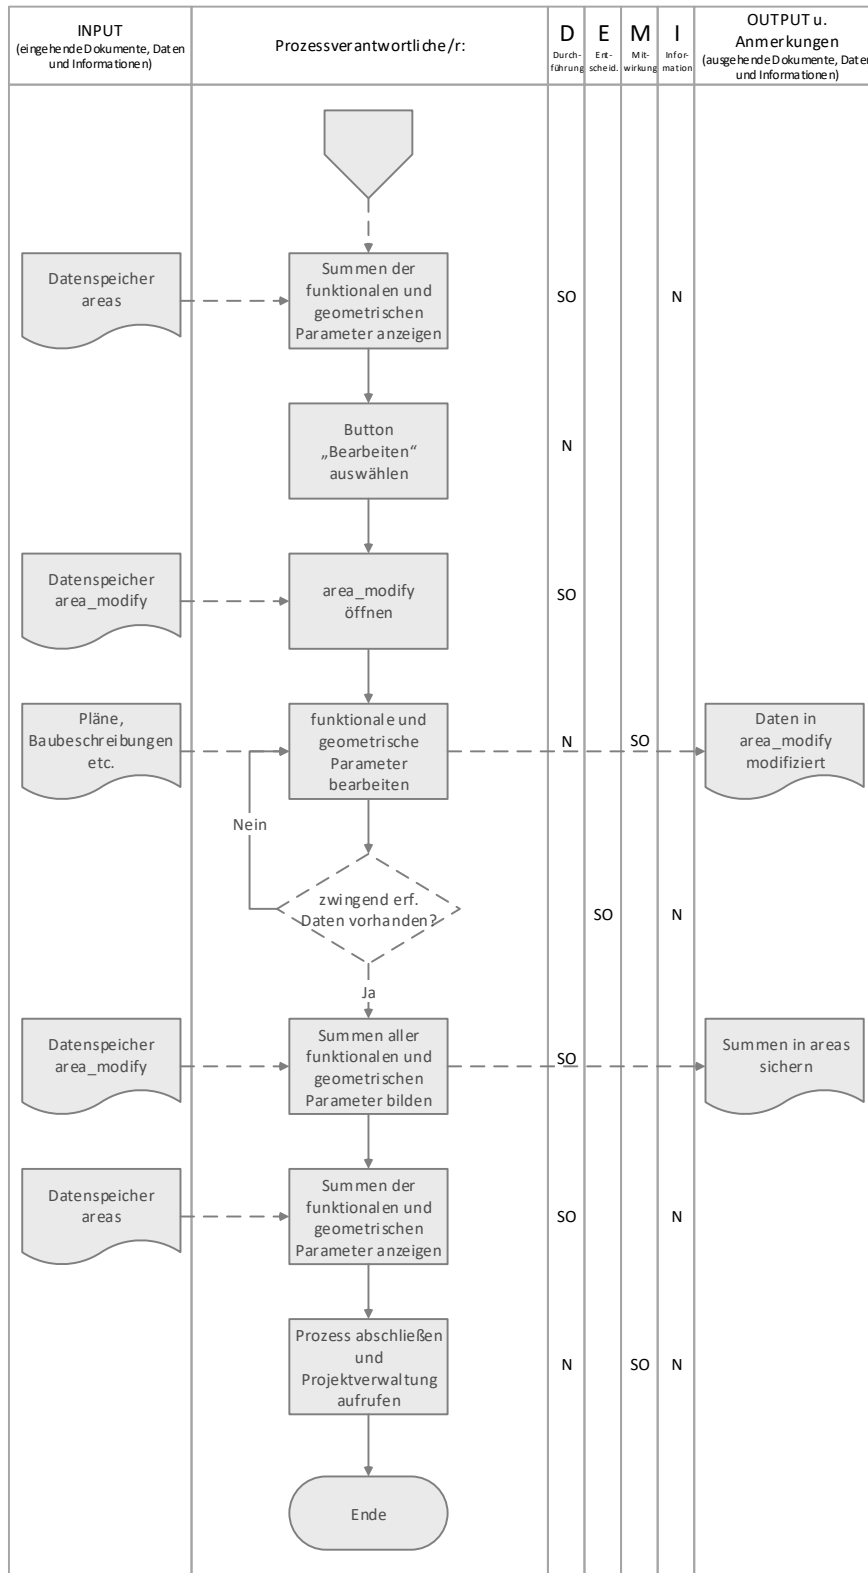 INPUT
(eingehende Dokumente, Daten
und Informationen)
Prozessverantwortliche/r:
D
Durch-
führung
E
Ent-
scheid.
M
Mit-
wirkung
I
Infor-
mation
OUTPUT u.
Anmerkungen
(ausgehende Dokumente, Daten
und Informationen)
Datenspeicher
areas
Summen der
funktionalen und
geometrischen
Parameter anzeigen
SO
N
Button
„Bearbeiten“
auswählen
N
Datenspeicher
area_modify
area_modify
öffnen
SO
Pläne,
Baubeschreibungen
etc.
funktionale und
geometrische
Parameter
bearbeiten
N
SO
Daten in
area_modify
modifiziert
Nein
zwingend erf.
Daten vorhanden?
SO
N
Ja
Datenspeicher
area_modify
Summen aller
funktionalen und
geometrischen
Parameter bilden
SO
Summen in areas
sichern
Datenspeicher
areas
Summen der
funktionalen und
geometrischen
Parameter anzeigen
SO
N
Prozess abschließen
und
Projektverwaltung
aufrufen
N
SO
N
Ende